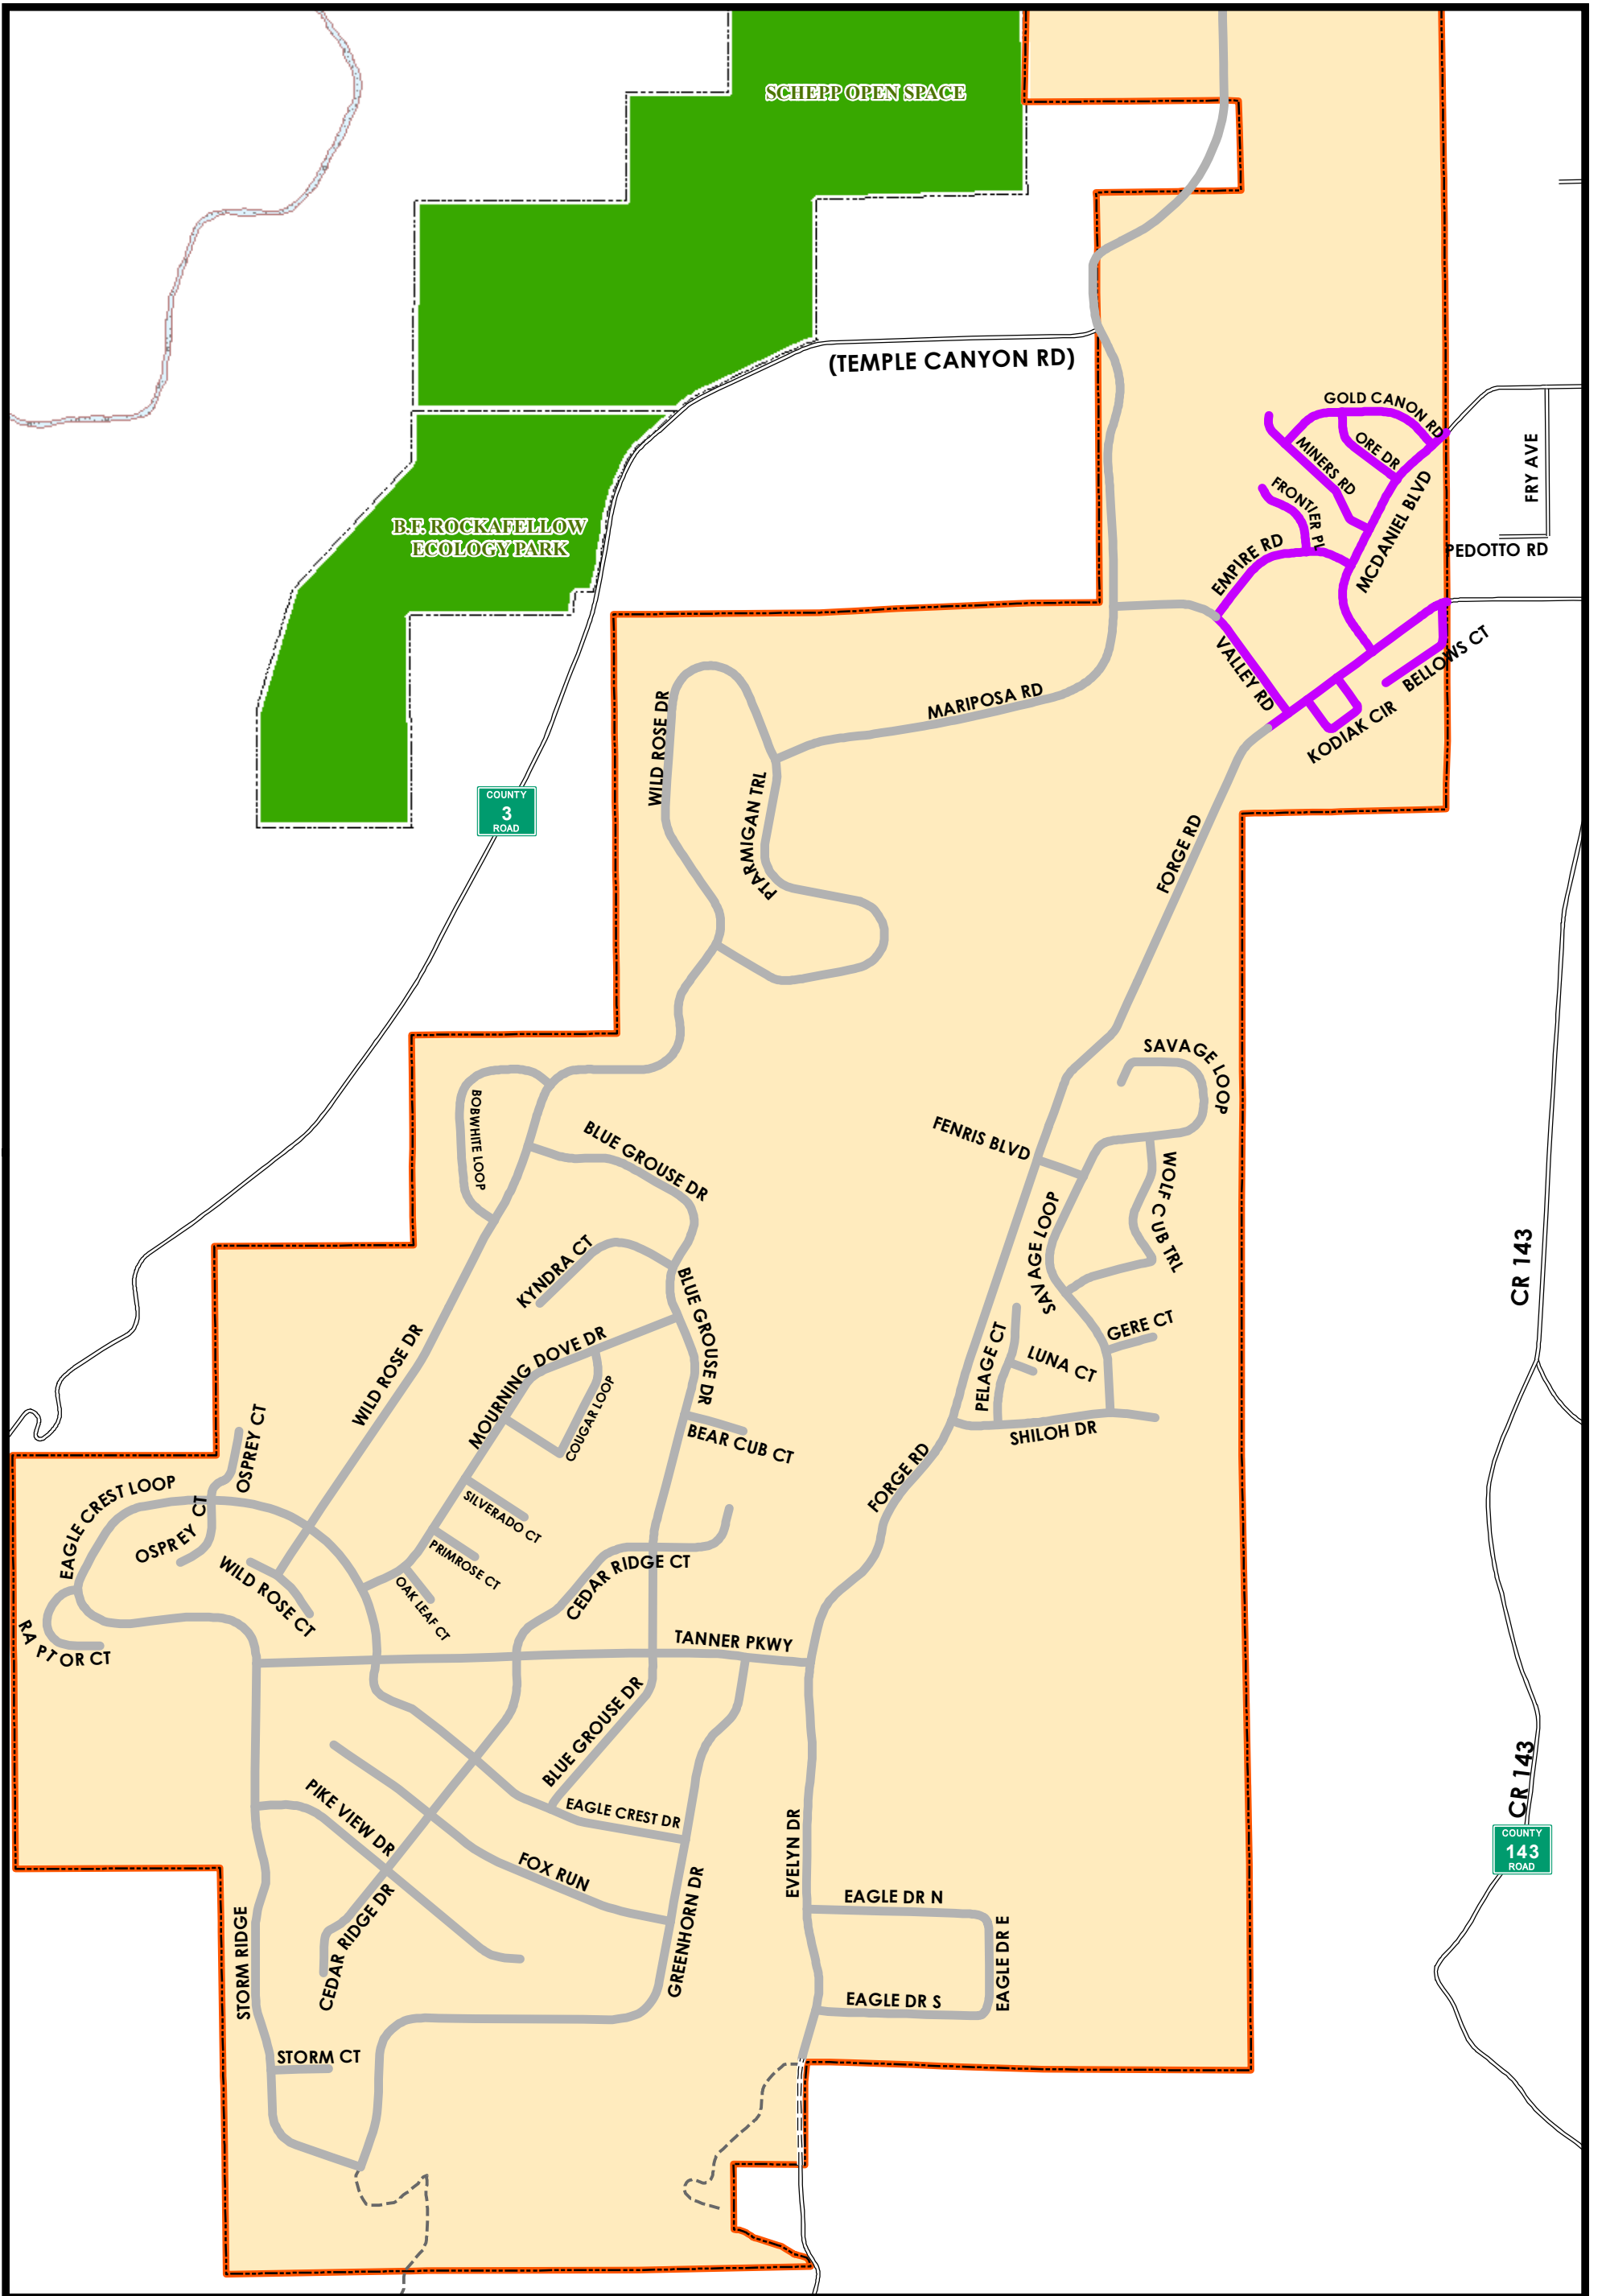 SCHEPP OPEN SPACE
(TEMPLE CANYON RD)
GOLD CANON RD
ORE DR
MINERS RD
FRONTIER PL
MCDANIEL BLVD
FRY AVE
B.F. ROCKAFELLOW
ECOLOGY PARK
EMPIRE RD
PEDOTTO RD
VALLEY RD
BELLOWS CT
KODIAK CIR
MARIPOSA RD
WILD ROSE DR
PTARMIGAN TRL
COUNTY
3
ROAD
FORGE RD
SAVAGE LOOP
FENRIS BLVD
BOBWHITE LOOP
BLUE GROUSE DR
WOLF CUB TRL
SAVAGE LOOP
KYNDRA CT
BLUE GROUSE DR
CR 143
GERE CT
LUNA CT
PELAGE CT
SHILOH DR
WILD ROSE DR
MOURNING DOVE DR
COUGAR LOOP
BEAR CUB CT
OSPREY CT
EAGLE CREST LOOP
OSPREY CT
FORGE RD
SILVERADO CT
PRIMROSE CT
OAK LEAF CT
CEDAR RIDGE CT
WILD ROSE CT
RAPTOR CT
TANNER PKWY
BLUE GROUSE DR
PIKE VIEW DR
EAGLE CREST DR
CR 143
COUNTY
143
ROAD
FOX RUN
EVELYN DR
GREENHORN DR
EAGLE DR N
EAGLE DR E
EAGLE DR S
CEDAR RIDGE DR
STORM RIDGE
STORM CT